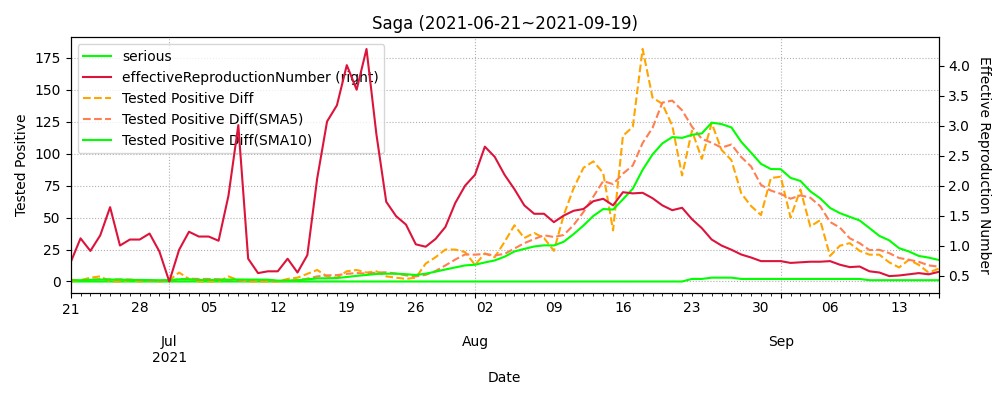 Saga (2021-06-21~2021-09-19)
serious
effectiveReproductionNumber (right)
Tested Positive Diff
Tested Positive Diff(SMA5)
Tested Positive Diff(SMA10)
Tested Positive
175
150
125
100
75
50
25
0
4.0
3.5
3.0
2.5
2.0
1.5
1.0
0.5
Effective Reproduction Number
21 28 05 12 19 26 02 09 16 23 30 06 13
Jul Aug Sep
2021
Date